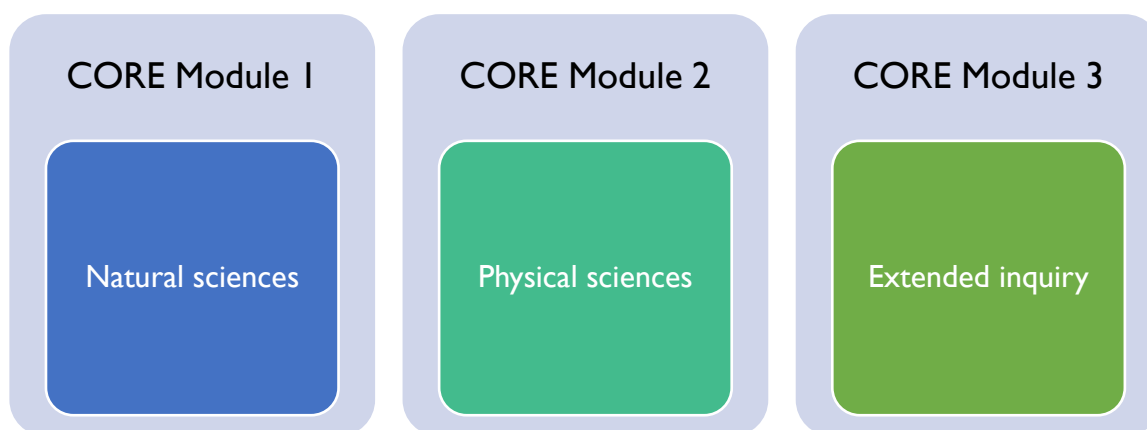 CORE Module 1
Natural sciences
CORE Module 2
Physical sciences
CORE Module 3
Extended inquiry